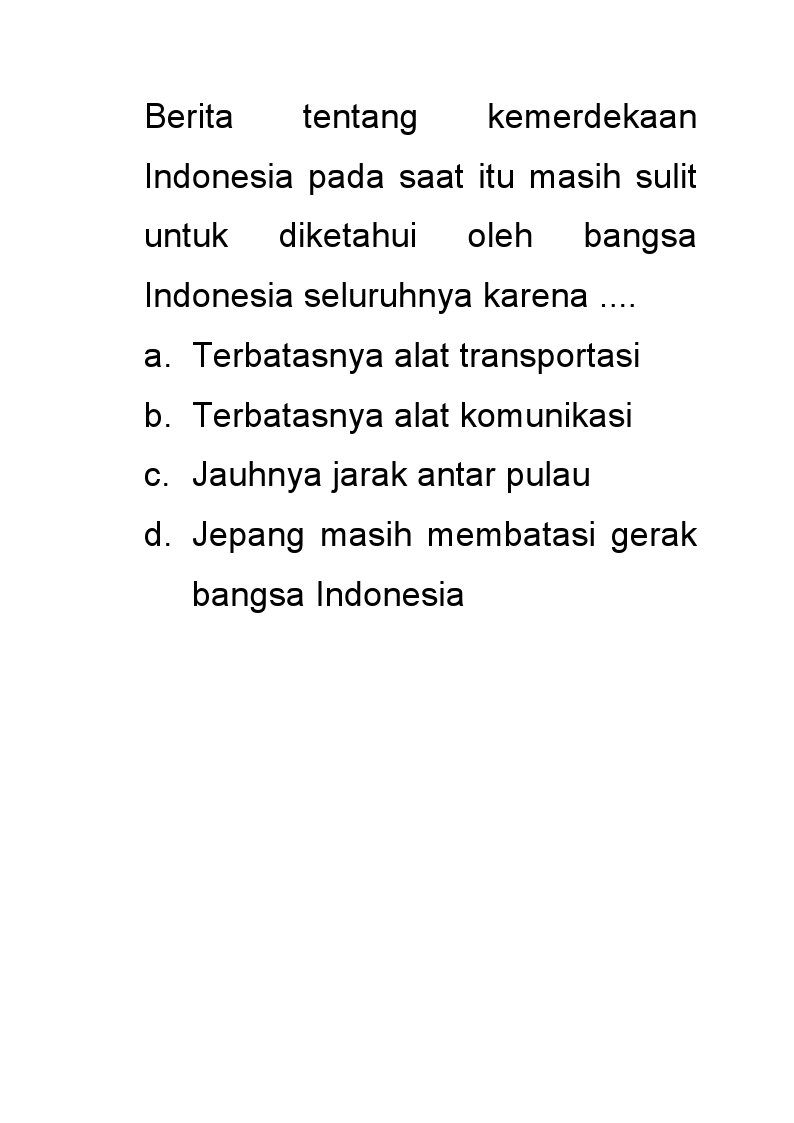 Berita tentang kemerdekaan
Indonesia pada saat itu masih sulit
untuk diketahui oleh bangsa
Indonesia seluruhnya karena ....
a. Terbatasnya alat transportasi
b. Terbatasnya alat komunikasi
c. Jauhnya jarak antar pulau
d. Jepang masih membatasi gerak
bangsa Indonesia